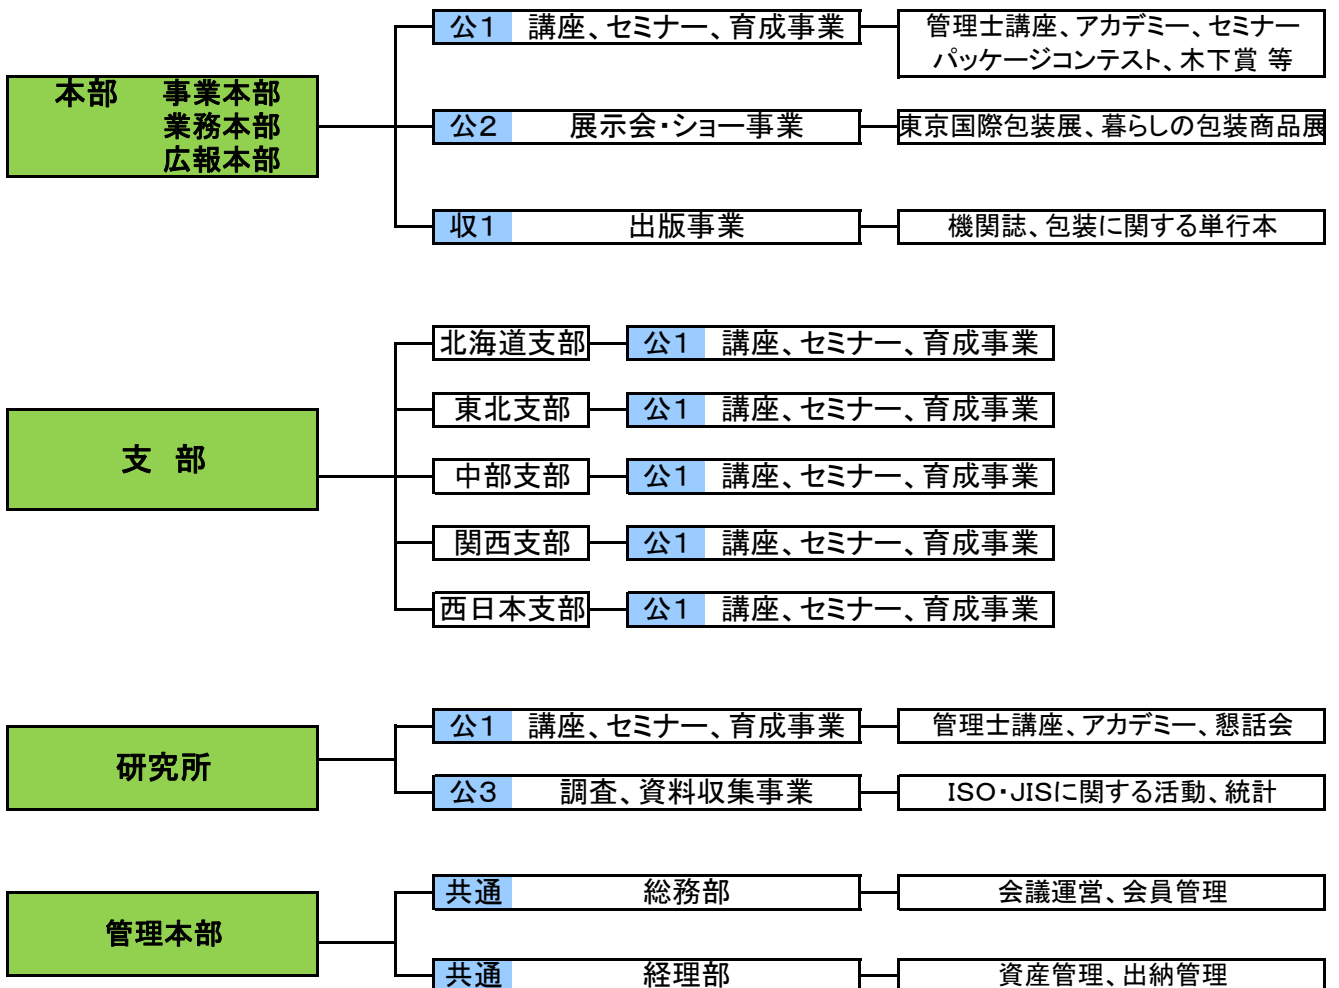 公1 講座、セミナー、育成事業
管理士講座、アカデミー、セミナー
パッケージコンテスト、木下賞 等
本部 事業本部
業務本部
広報本部
公2 展示会・ショー事業
東京国際包装展、暮らしの包装商品展
収1 出版事業
機関誌、包装に関する単行本
支 部
北海道支部 公1 講座、セミナー、育成事業
東北支部 公1 講座、セミナー、育成事業
中部支部 公1 講座、セミナー、育成事業
関西支部 公1 講座、セミナー、育成事業
西日本支部 公1 講座、セミナー、育成事業
研究所
公1 講座、セミナー、育成事業
管理士講座、アカデミー、懇話会
公3 調査、資料収集事業
ISO・JISに関する活動、統計
管理本部
共通 総務部
会議運営、会員管理
共通 経理部
資産管理、出納管理